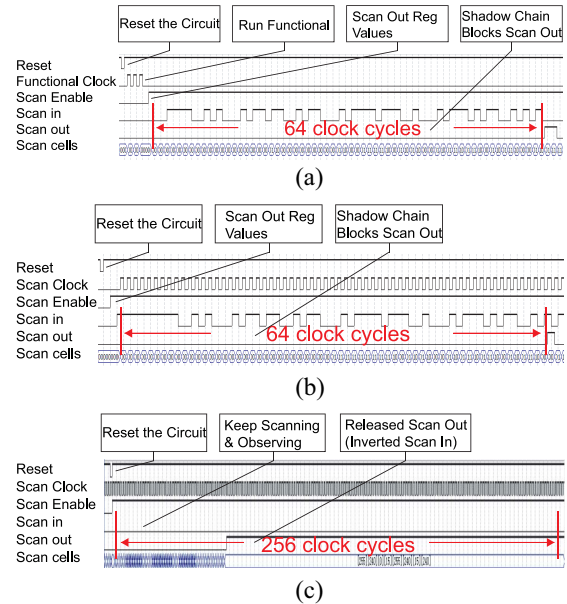 Reset the Circuit
Run Functional
Scan Out Reg
Values
Shadow Chain
Blocks Scan Out
Reset
Functional Clock
Scan Enable
Scan in
Scan out
Scan cells
64 clock cycles
(a)
Reset the Circuit
Scan Out Reg
Values
Shadow Chain
Blocks Scan Out
Reset
Scan Clock
Scan Enable
Scan in
Scan out
Scan cells
64 clock cycles
(b)
Reset the Circuit
Keep Scanning
& Observing
Released Scan Out
(Inverted Scan In)
Reset
Scan Clock
Scan Enable
Scan in
Scan out
Scan cells
256 clock cycles
(c)